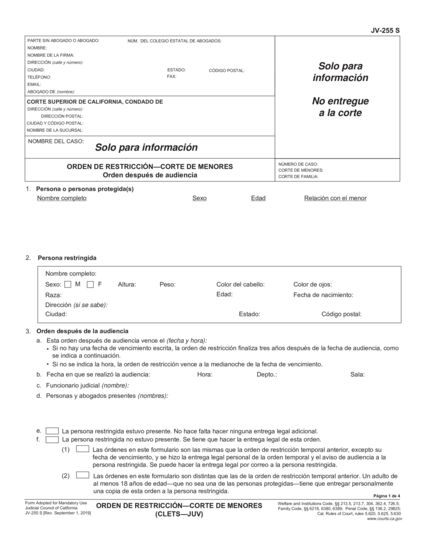 JV-255 S
PARTE SIN ABOGADO O ABOGADO: NÚM. DEL COLEGIO ESTATAL DE ABOGADOS:
NOMBRE:
NOMBRE DE LA FIRMA:
DIRECCIÓN (calle y número):
CIUDAD: ESTADO: CÓDIGO POSTAL:
TELÉFONO: FAX:
EMAIL:
ABOGADO DE (nombre):
Solo para
información
No entregue
a la corte
CORTE SUPERIOR DE CALIFORNIA, CONDADO DE
DIRECCIÓN (calle y número):
DIRECCIÓN POSTAL:
CIUDAD Y CÓDIGO POSTAL:
NOMBRE DE LA SUCURSAL:
NOMBRE DEL CASO:
Solo para información
ORDEN DE RESTRICCIÓN—CORTE DE MENORES
Orden después de audiencia
NÚMERO DE CASO:
CORTE DE MENORES:
CORTE DE FAMILIA:
1. Persona o personas protegida(s)
Nombre completo Sexo Edad Relación con el menor
2. Persona restringida
Nombre completo:
Sexo: M F Altura: Peso: Color del cabello: Color de ojos:
Raza: Edad: Fecha de nacimiento:
Dirección (si se sabe):
Ciudad: Estado: Código postal:
3. Orden después de la audiencia
a. Esta orden después de audiencia vence el (fecha y hora):
• Si no hay una fecha de vencimiento escrita, la orden de restricción finaliza tres años después de la fecha de audiencia, como
se indica a continuación.
• Si no se indica la hora, la orden de restricción vence a la medianoche de la fecha de vencimiento.
b. Fecha en que se realizó la audiencia: Hora: Depto.: Sala:
c. Funcionario judicial (nombre):
d. Personas y abogados presentes (nombres):
e. La persona restringida estuvo presente. No hace falta hacer ninguna entrega legal adicional.
f. La persona restringida no estuvo presente. Se tiene que hacer la entrega legal de esta orden.
(1) Las órdenes en este formulario son las mismas que la orden de restricción temporal anterior, excepto su
fecha de vencimiento, y se hizo la entrega legal personal de la orden temporal y el aviso de audiencia a la
persona restringida. Se puede hacer la entrega legal por correo a la persona restringida.
(2) Las órdenes en este formulario son distintas que las de la orden de restricción temporal anterior. Un adulto de
al menos 18 años de edad—que no sea una de las personas protegidas—tiene que entregar personalmente
una copia de esta orden a la persona restringida.
Página 1 de 4
Form Adopted for Mandatory Use
Judicial Council of California
JV-255 S [Rev. September 1, 2019]
ORDEN DE RESTRICCIÓN—CORTE DE MENORES
(CLETS—JUV)
Welfare and Institutions Code, §§ 213.5, 213.7, 304, 362.4, 726.5;
Family Code, §§ 6218, 6380, 6389; Penal Code, §§ 136.2, 29825;
Cal. Rules of Court, rules 5.620, 5.625, 5.630
www.courts.ca.gov